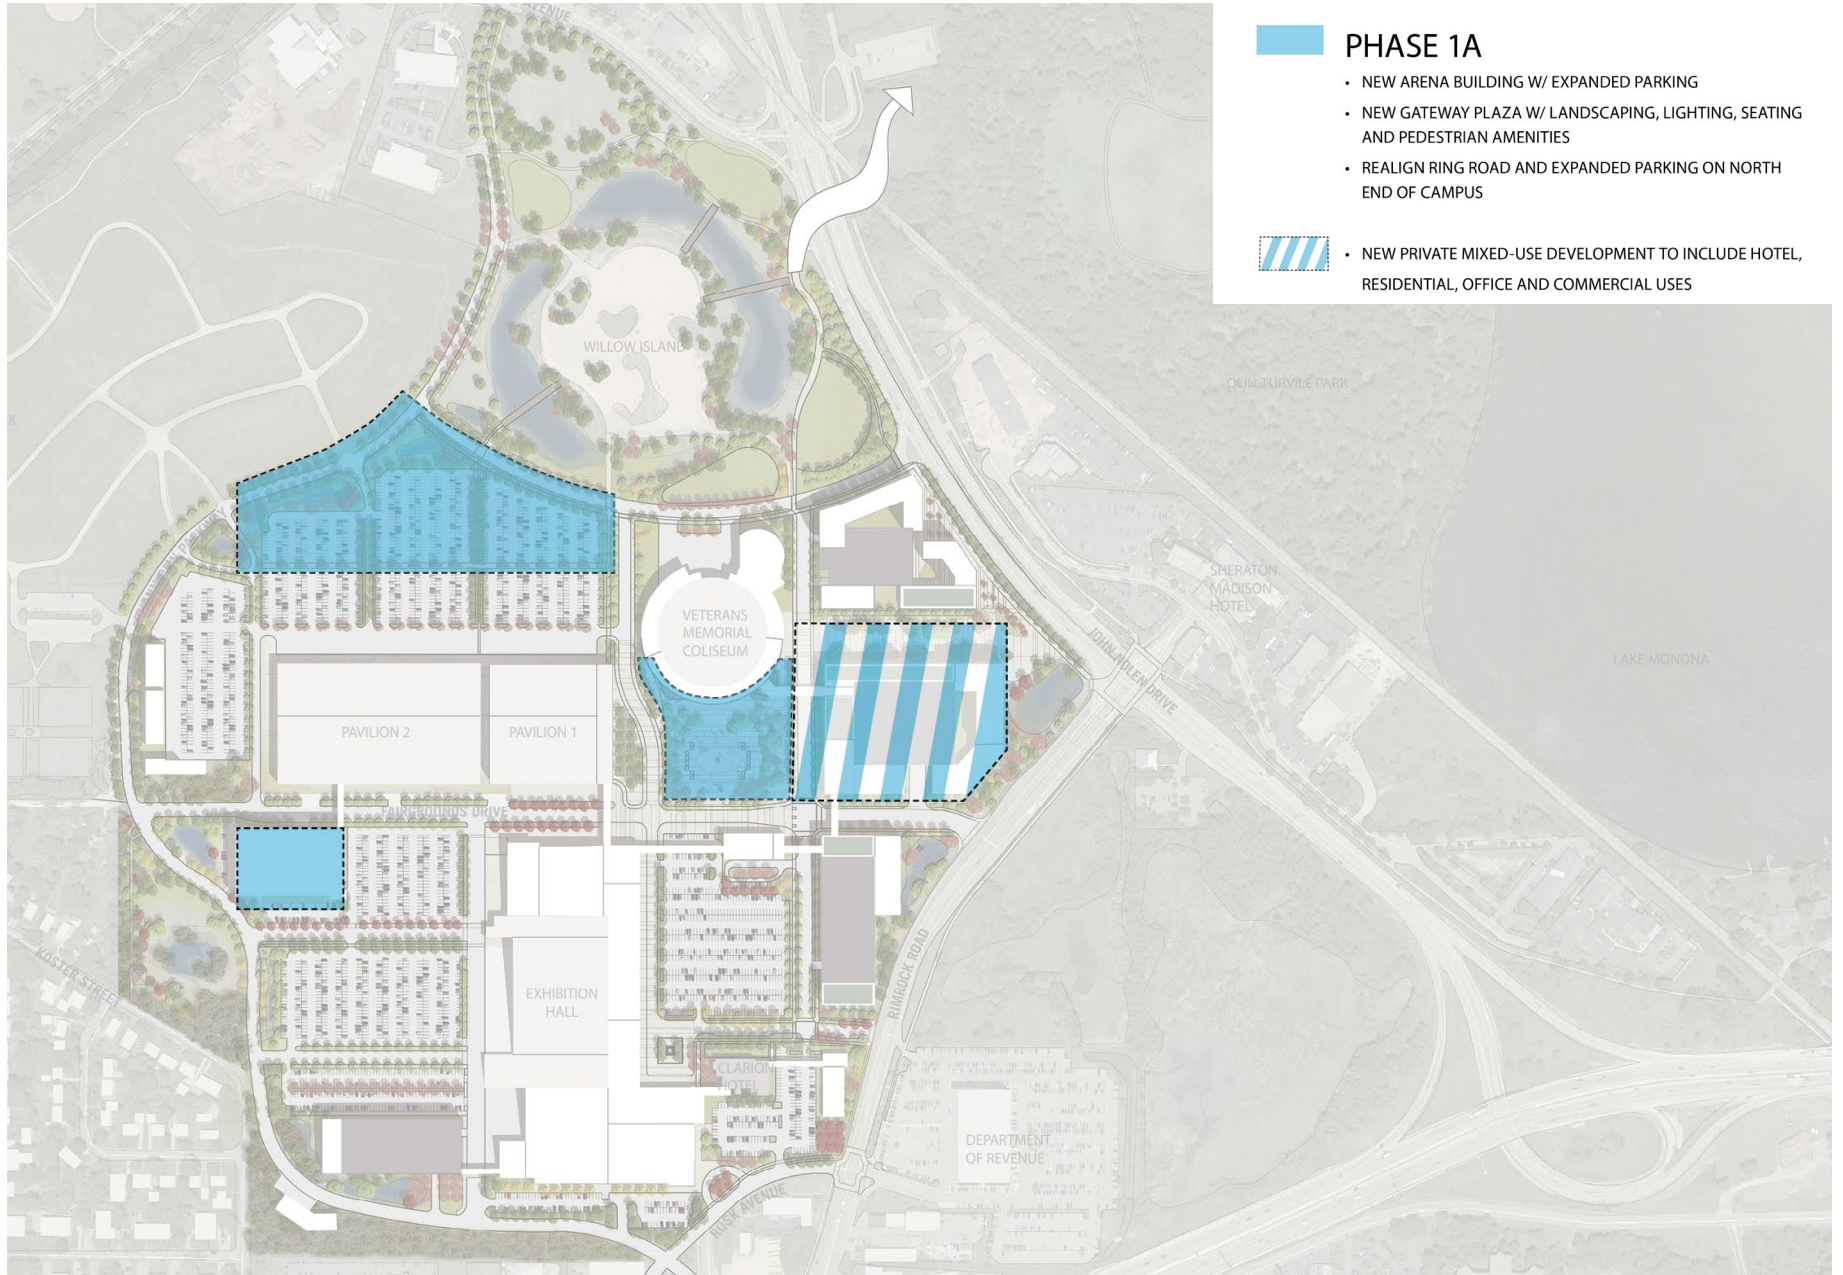 PHASE 1A
• NEW ARENA BUILDING W/ EXPANDED PARKING
• NEW GATEWAY PLAZA W/ LANDSCAPING, LIGHTING, SEATING
AND PEDESTRIAN AMENITIES
• REALIGN RING ROAD AND EXPANDED PARKING ON NORTH
END OF CAMPUS
• NEW PRIVATE MIXED-USE DEVELOPMENT TO INCLUDE HOTEL,
RESIDENTIAL, OFFICE AND COMMERCIAL USES
AVENUE
WILLOW ISLAND
OLIN TURVILE PARK
K
SHERATON
MADISON
HOTEL
VETERANS
MEMORIAL
COLISEUM
JOHN NOLEN DRIVE
LAKE MONONA
PAVILION 2
PAVILION 1
FAIRGROUNDS DRIVE
RIMROCK ROAD
KOSTER STREET
EXHIBITION
HALL
CLARION
HOTEL
DEPARTMENT
OF REVENUE
RUSK AVENUE